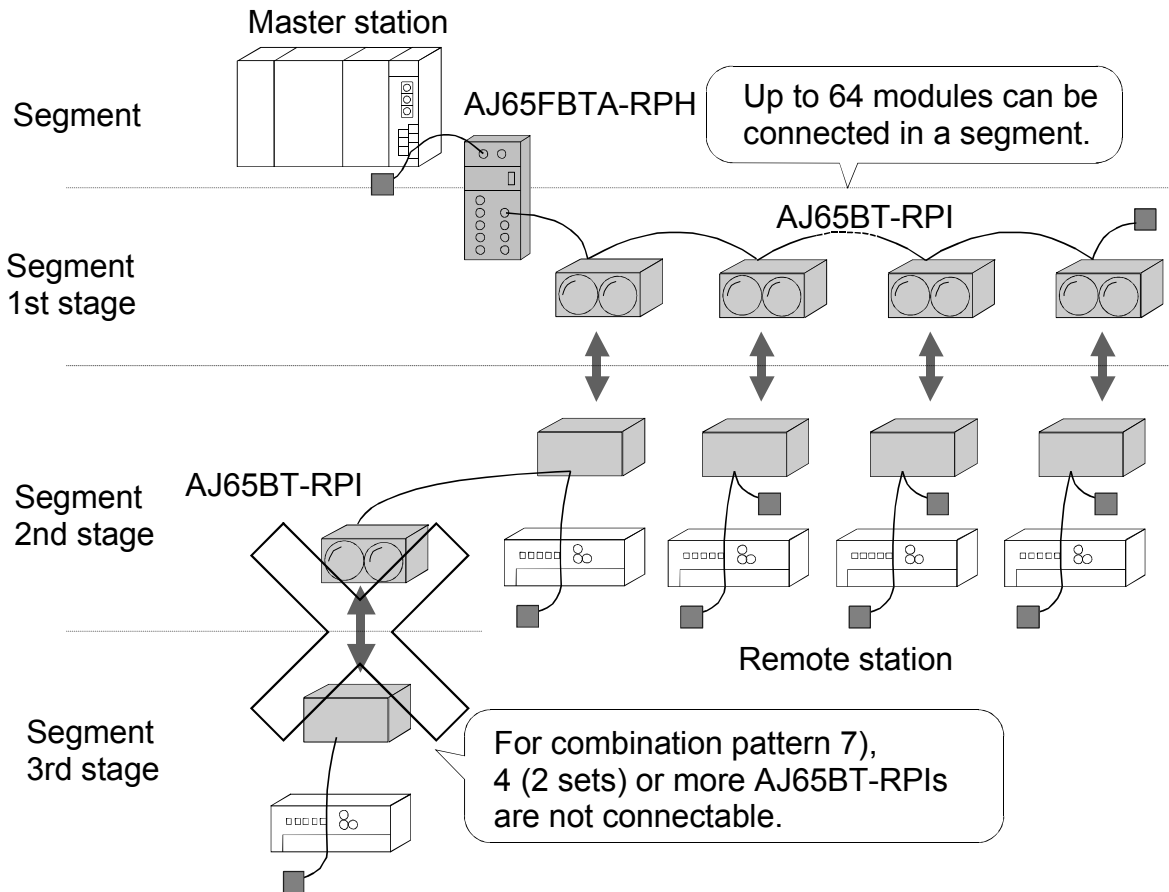 Master station
Segment
AJ65FBTA-RPH
Up to 64 modules can be
connected in a segment.
AJ65BT-RPI
Segment
1st stage
Segment
2nd stage
AJ65BT-RPI
Remote station
Segment
3rd stage
For combination pattern 7),
4 (2 sets) or more AJ65BT-RPIs
are not connectable.